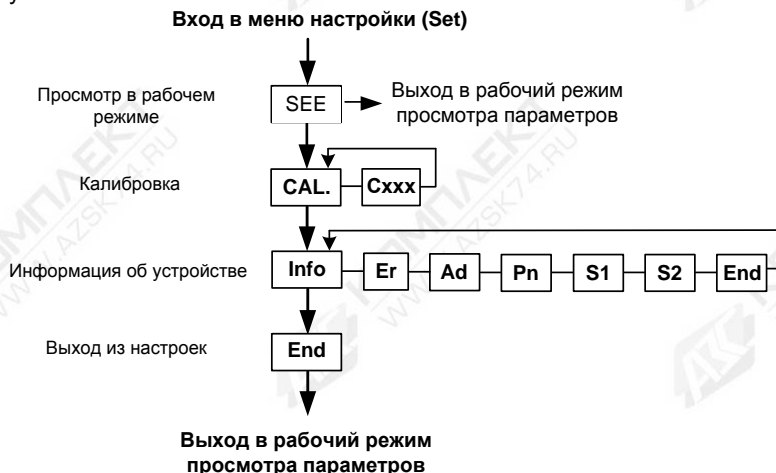 Вход в меню настройки (Set)
Просмотр в рабочем
режиме
SEE
Выход в рабочий режим
просмотра параметров
Калибровка
CAL.
Cxxx
Информация об устройстве
Info
Er
Ad
Pn
S1
S2
End
Выход из настроек
End
Выход в рабочий режим
просмотра параметров